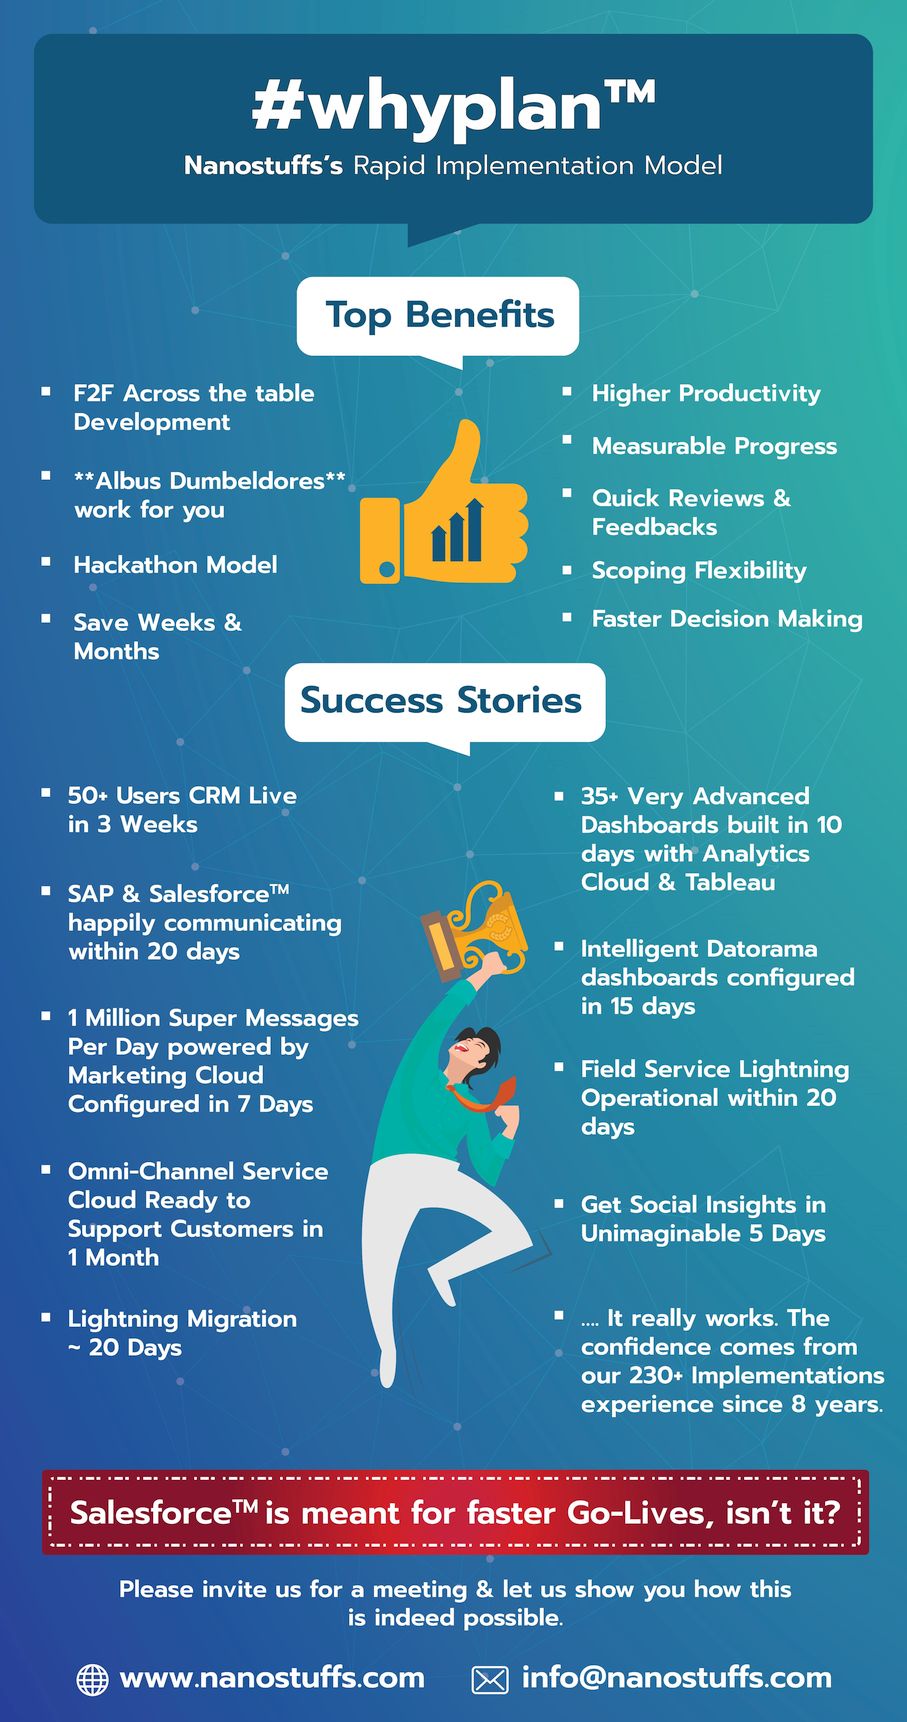 #whyplan™
Nanostuffs's Rapid Implementation Model
Top Benefits
▪ F2F Across the table
Development
▪ **Albus Dumbeldores**
work for you
▪ Hackathon Model
▪ Save Weeks &
Months
▪ Higher Productivity
▪ Measurable Progress
▪ Quick Reviews &
Feedbacks
▪ Scoping Flexibility
▪ Faster Decision Making
Success Stories
▪ 50+ Users CRM Live
in 3 Weeks
▪ SAP & Salesforce™
happily communicating
within 20 days
▪ 1 Million Super Messages
Per Day powered by
Marketing Cloud
Configured in 7 Days
▪ Omni-Channel Service
Cloud Ready to
Support Customers in
1 Month
▪ Lightning Migration
~ 20 Days
▪ 35+ Very Advanced
Dashboards built in 10
days with Analytics
Cloud & Tableau
▪ Intelligent Datorama
dashboards configured
in 15 days
▪ Field Service Lightning
Operational within 20
days
▪ Get Social Insights in
Unimaginable 5 Days
▪ .... It really works. The
confidence comes from
our 230+ Implementations
experience since 8 years.
Salesforce™ is meant for faster Go-Lives, isn't it?
Please invite us for a meeting & let us show you how this
is indeed possible.
www.nanostuffs.com
info@nanostuffs.com